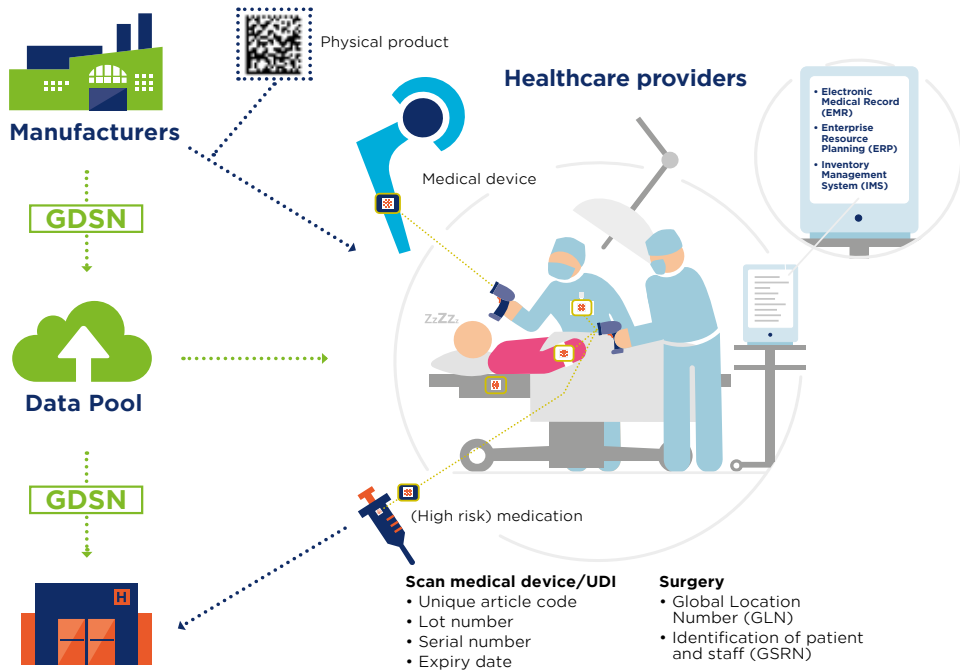 Physical product
Healthcare providers
• Electronic
Medical Record
(EMR)
• Enterprise
Resource
Planning (ERP)
• Inventory
Management
System (IMS)
Manufacturers
Medical device
GDSN
ZzZZz
Data Pool
GDSN
(High risk) medication
H
Scan medical device/UDI
• Unique article code
• Lot number
• Serial number
• Expiry date
Surgery
• Global Location
Number (GLN)
• Identification of patient
and staff (GSRN)